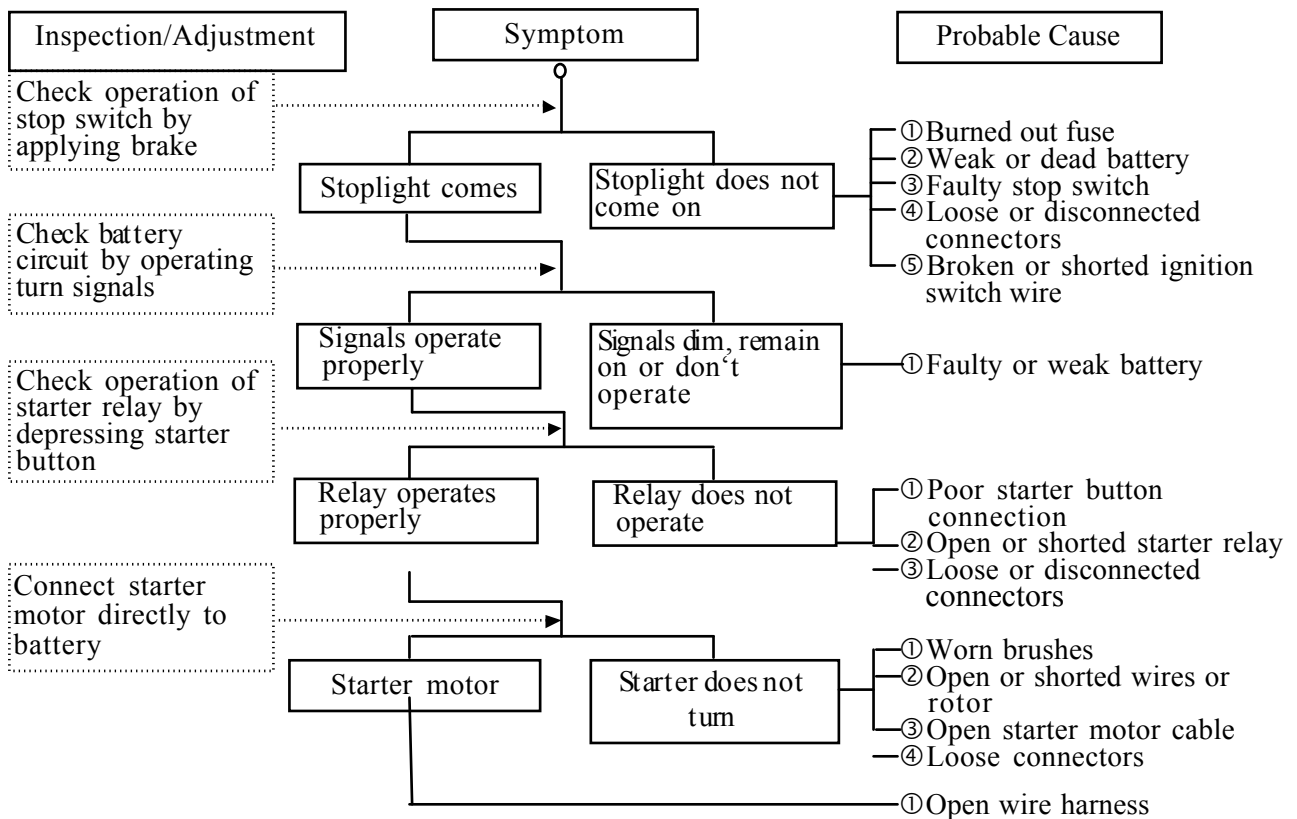 Inspection/Adjustment
Symptom
Probable Cause
Check operation of
stop switch by
applying brake
Stoplight comes
Stoplight does not
come on
①Burned out fuse
②Weak or dead battery
③Faulty stop switch
④Loose or disconnected
connectors
⑤Broken or shorted ignition
switch wire
Check battery
circuit by operating
turn signals
Signals operate
properly
Signals dim, remain
on or don‘t
operate
①Faulty or weak battery
Check operation of
starter relay by
depressing starter
button
Relay operates
properly
Relay does not
operate
①Poor starter button
connection
②Open or shorted starter relay
③Loose or disconnected
connectors
Connect starter
motor directly to
battery
Starter motor
Starter does not
turn
①Worn brushes
②Open or shorted wires or
rotor
③Open starter motor cable
④Loose connectors
①Open wire harness